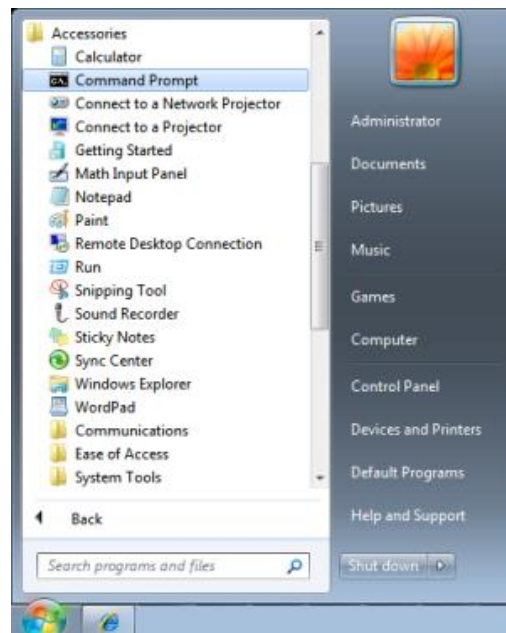 Accessories
Calculator
Command Prompt
Connect to a Network Projector
Connect to a Projector
Getting Started
Math Input Panel
Notepad
Paint
Remote Desktop Connection
Run
Snipping Tool
Sound Recorder
Sticky Notes
Sync Center
Windows Explorer
WordPad
Communications
Ease of Access
System Tools
Back
Search programs and files
Administrator
Documents
Pictures
Music
Games
Computer
Control Panel
Devices and Printers
Default Programs
Help and Support
Shut down